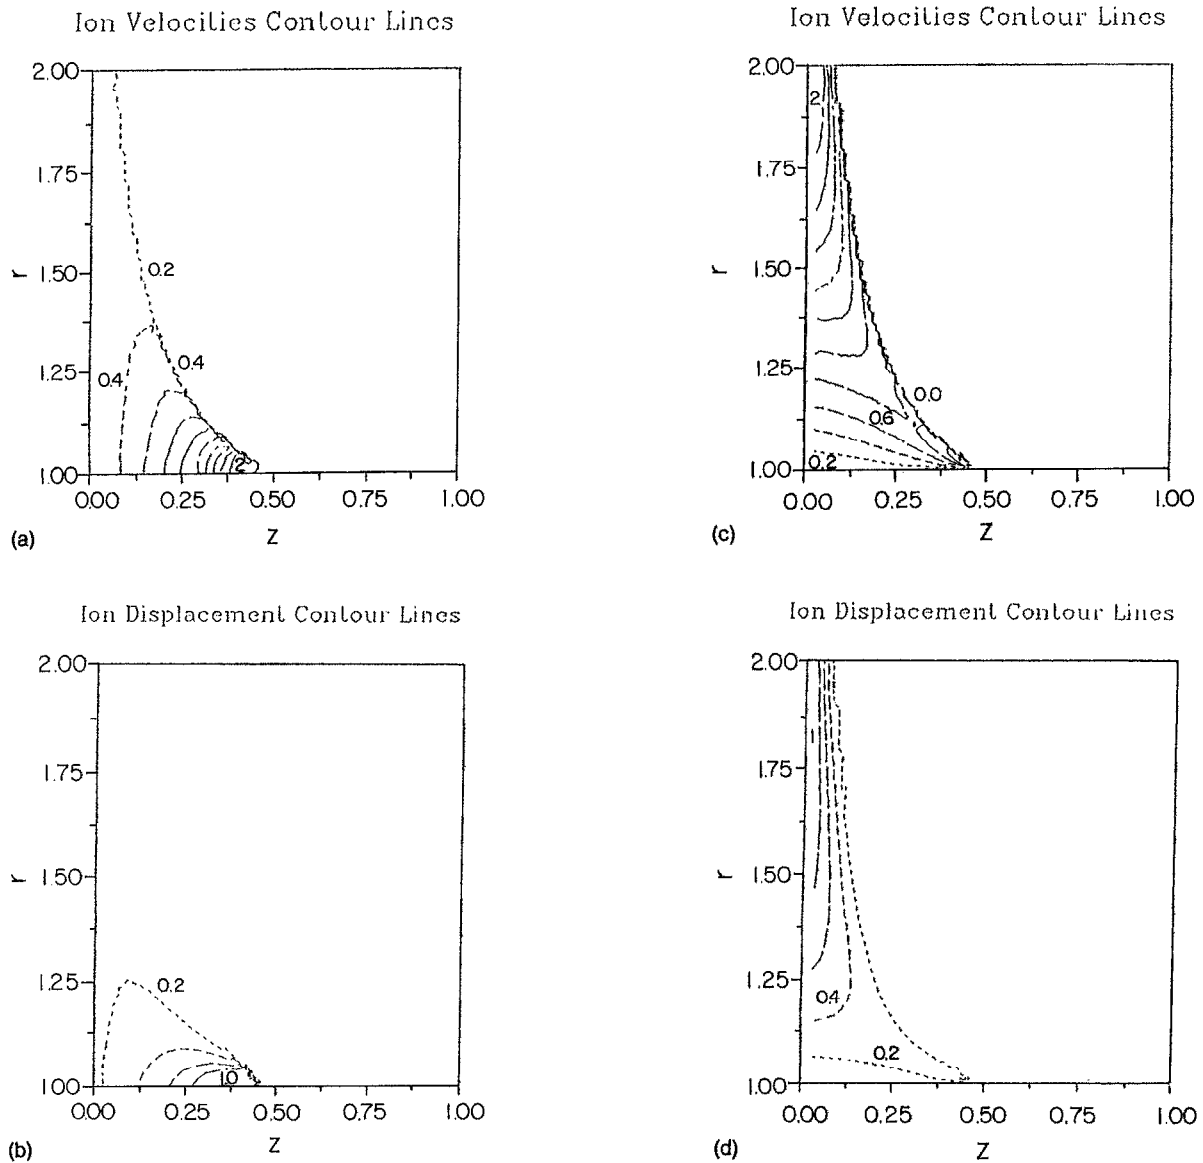 Ion Velocities Contour Lines
2.00
1.75
r 1.50
1.25
1.00
0.2
0.4
0.4
2
0.00 0.25 0.50 0.75 1.00
Z
(a)
Ion Velocities Contour Lines
2.00
1.75
r 1.50
1.25
1.00
2
0.0
0.6
0.2
0.00 0.25 0.50 0.75 1.00
Z
(c)
Ion Displacement Contour Lines
2.00
1.75
r 1.50
1.25
1.00
0.2
1.0
0.00 0.25 0.50 0.75 1.00
Z
(b)
Ion Displacement Contour Lines
2.00
1.75
r 1.50
1.25
1.00
1
0.4
0.2
0.00 0.25 0.50 0.75 1.00
Z
(d)